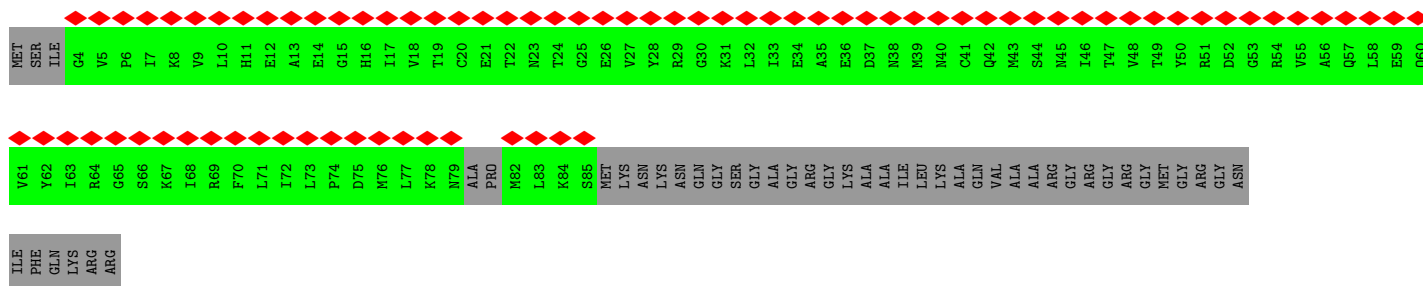 MET SER ILE G4 V5 P6 I7 K8 V9 L10 H11 E12 A13 E14 G15 H16 I17 V18 T19 C20 E21 T22 N23 T24 G25 E26 V27 Y28 R29 G30 K31 L32 I33 E34 A35 E36 D37 N38 M39 N40 C41 Q42 M43 S44 N45 I46 T47 V48 T49 Y50 R51 D52 G53 R54 V55 A56 Q57 L58 E59 Q60
V61 Y62 I63 R64 G65 S66 K67 I68 R69 F70 L71 I72 L73 P74 D75 M76 L77 K78 N79 ALA PRO M82 L83 K84 S85 MET LYS ASN LYS ASN GLN GLY SER GLY ALA GLY ARG GLY LYS ALA ALA ILE LEU LYS ALA GLN VAL ALA ALA ARG GLY ARG GLY ARG GLY MET GLY ARG GLY ASN
ILE PHE GLN LYS ARG ARG